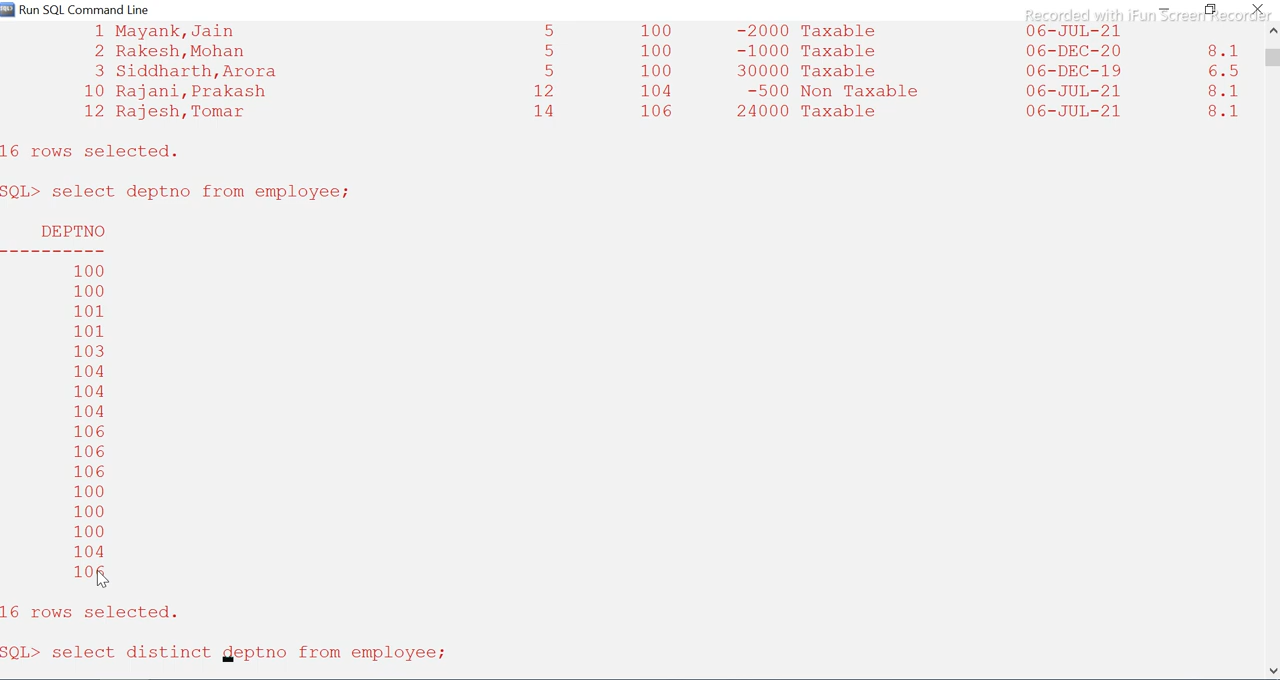 Run SQL Command Line
Recorded with iFun Screen Recorder
1 Mayank,Jain 5 100 -2000 Taxable 06-JUL-21
2 Rakesh,Mohan 5 100 -1000 Taxable 06-DEC-20 8.1
3 Siddharth,Arora 5 100 30000 Taxable 06-DEC-19 6.5
10 Rajani,Prakash 12 104 -500 Non Taxable 06-JUL-21 8.1
12 Rajesh,Tomar 14 106 24000 Taxable 06-JUL-21 8.1
16 rows selected.
SQL> select deptno from employee;
DEPTNO
----------
100
100
101
101
103
104
104
104
106
106
106
100
100
100
104
106
16 rows selected.
SQL> select distinct deptno from employee;